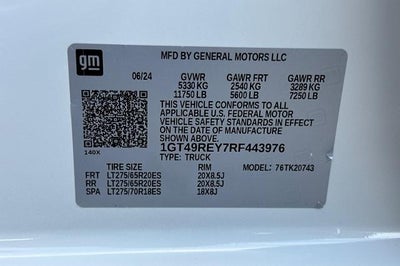 gm
MFD BY GENERAL MOTORS LLC
06/24 GVWR GAWR FRT GAWR RR
5330 KG 2540 KG 3289 KG
11750 LB 5600 LB 7250 LB
THIS VEHICLE CONFORMS TO ALL
APPLICABLE U.S. FEDERAL MOTOR
VEHICLE SAFETY STANDARDS IN
EFFECT ON THE DATE OF
MANUFACTURE SHOWN ABOVE.
1GT49REY7RF443976
140X TYPE: TRUCK
TIRE SIZE RIM MODEL: 76TK20743
FRT LT275/65R20ES 20X8.5J
RR LT275/65R20ES 20X8.5J
SPA LT275/70R18ES 18X8J